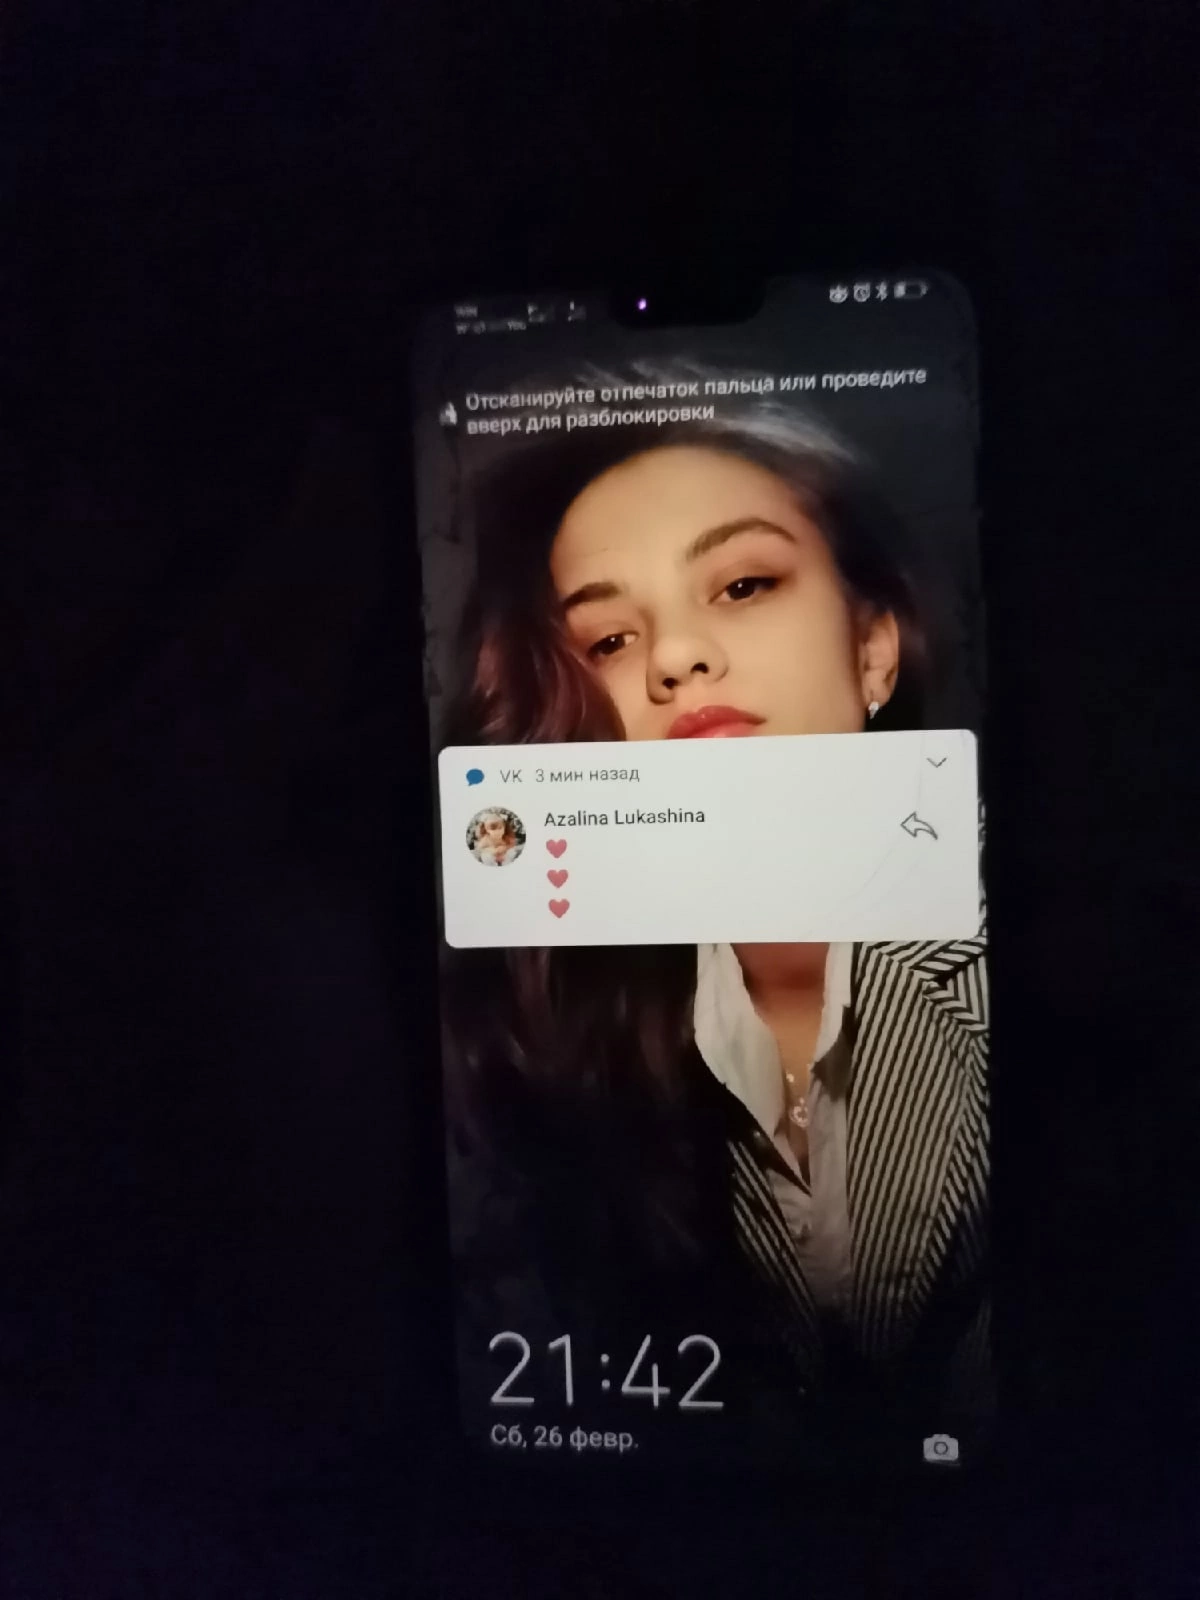 Отсканируйте отпечаток пальца или проведите
вверх для разблокировки
VK 3 мин назад
Azalina Lukashina
21:42
Сб, 26 февр.